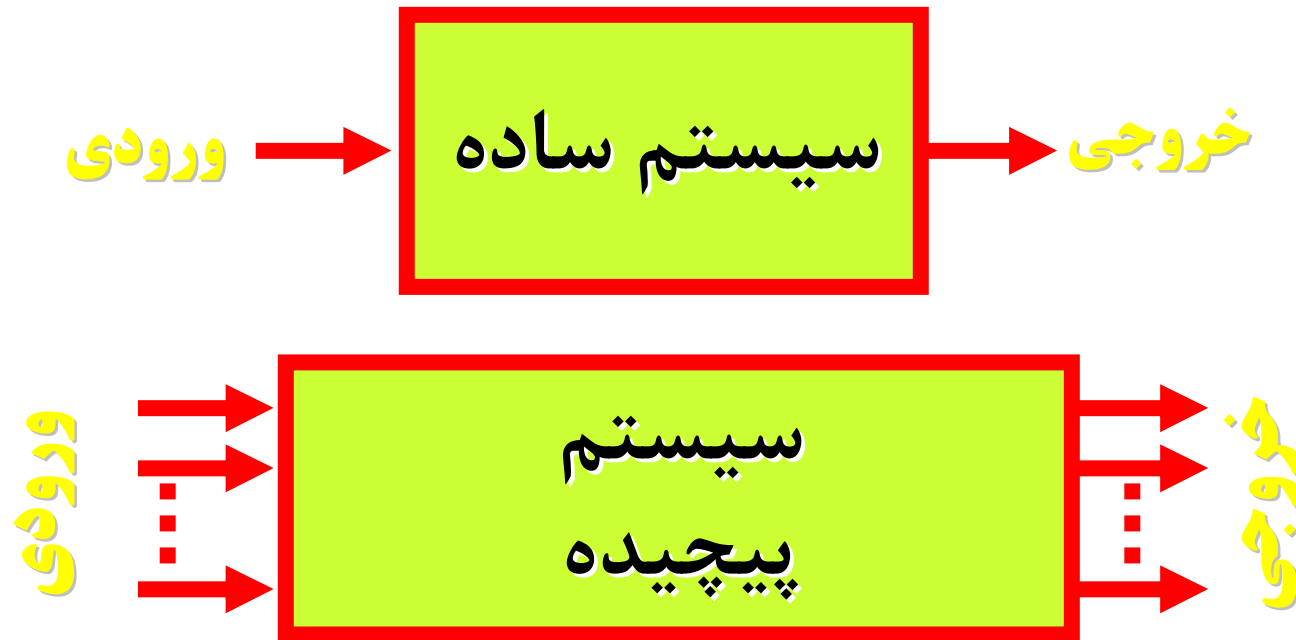 ورودی
سیستم ساده
خروجی
ورودی
سیستم
پیچیده
خروجی